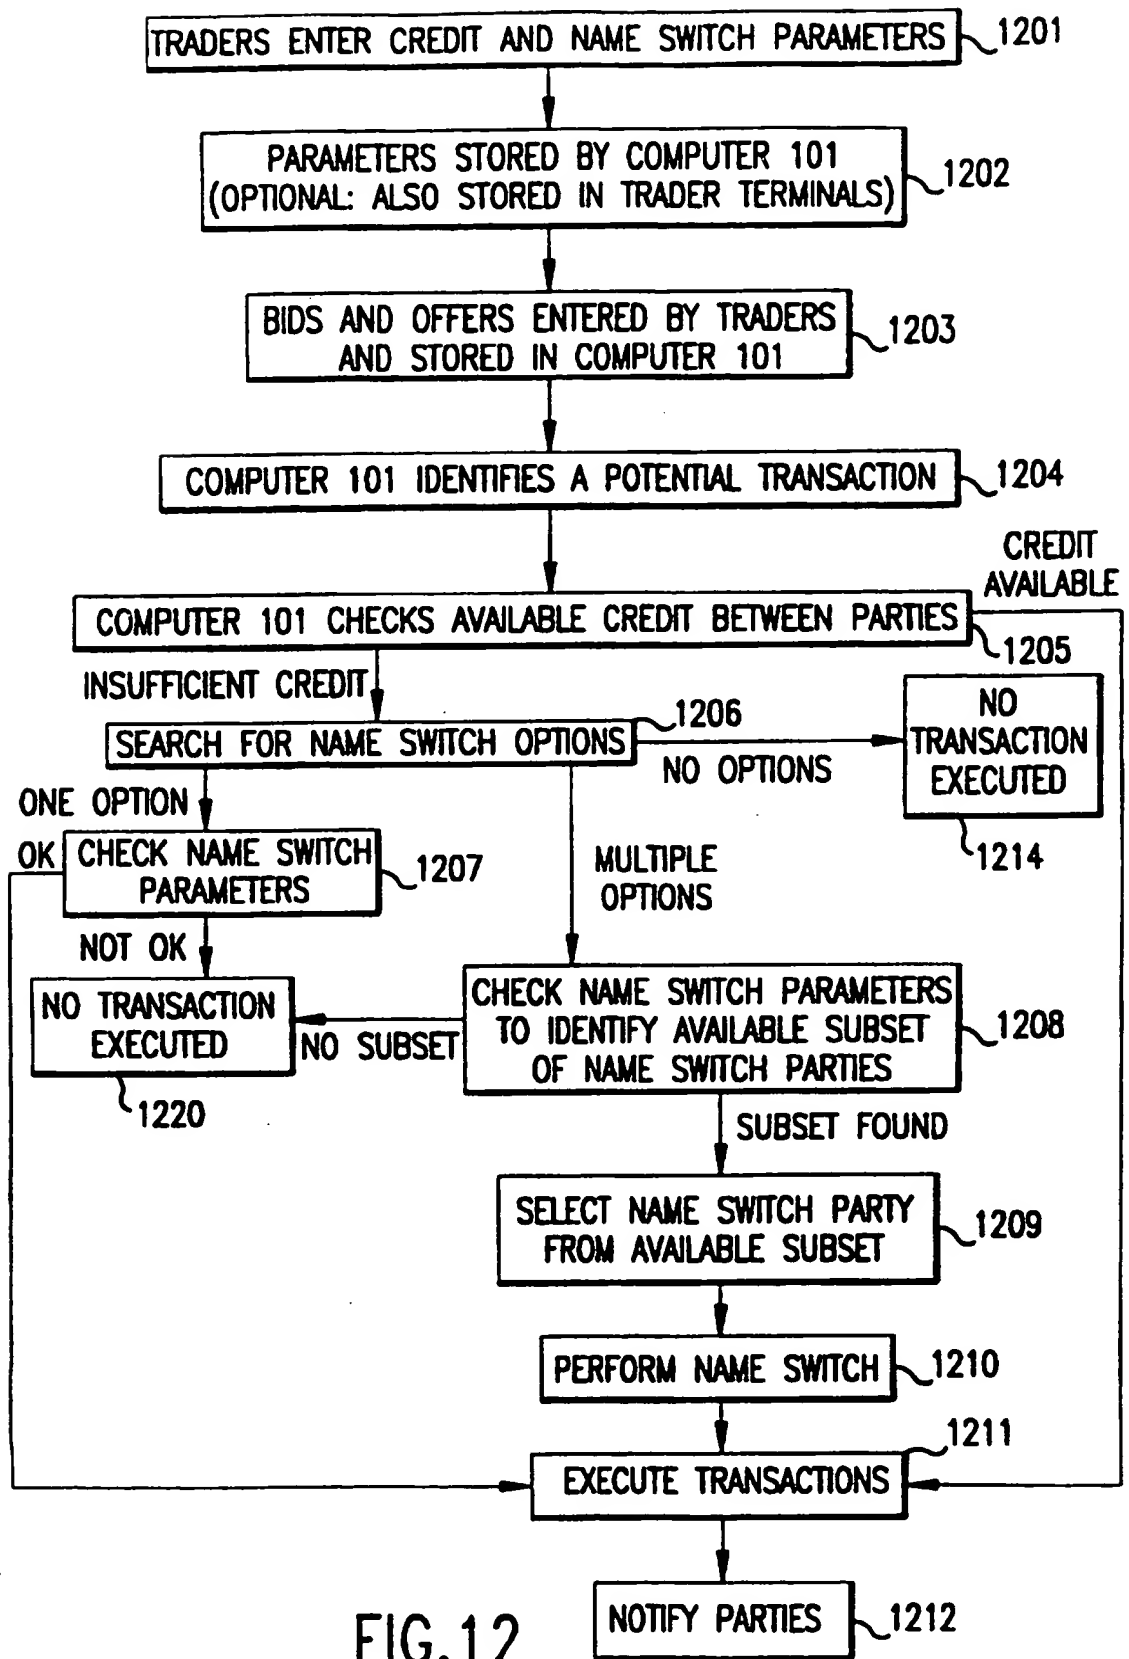 TRADERS ENTER CREDIT AND NAME SWITCH PARAMETERS
1201
PARAMETERS STORED BY COMPUTER 101
(OPTIONAL: ALSO STORED IN TRADER TERMINALS)
1202
BIDS AND OFFERS ENTERED BY TRADERS
AND STORED IN COMPUTER 101
1203
COMPUTER 101 IDENTIFIES A POTENTIAL TRANSACTION
1204
CREDIT
AVAILABLE
COMPUTER 101 CHECKS AVAILABLE CREDIT BETWEEN PARTIES
1205
INSUFFICIENT CREDIT
1206
SEARCH FOR NAME SWITCH OPTIONS
NO OPTIONS
NO
TRANSACTION
EXECUTED
1214
ONE OPTION
OK
CHECK NAME SWITCH
PARAMETERS
1207
MULTIPLE
OPTIONS
NOT OK
NO TRANSACTION
EXECUTED
1220
NO SUBSET
CHECK NAME SWITCH PARAMETERS
TO IDENTIFY AVAILABLE SUBSET
OF NAME SWITCH PARTIES
1208
SUBSET FOUND
SELECT NAME SWITCH PARTY
FROM AVAILABLE SUBSET
1209
PERFORM NAME SWITCH
1210
1211
EXECUTE TRANSACTIONS
NOTIFY PARTIES
1212
FIG.12